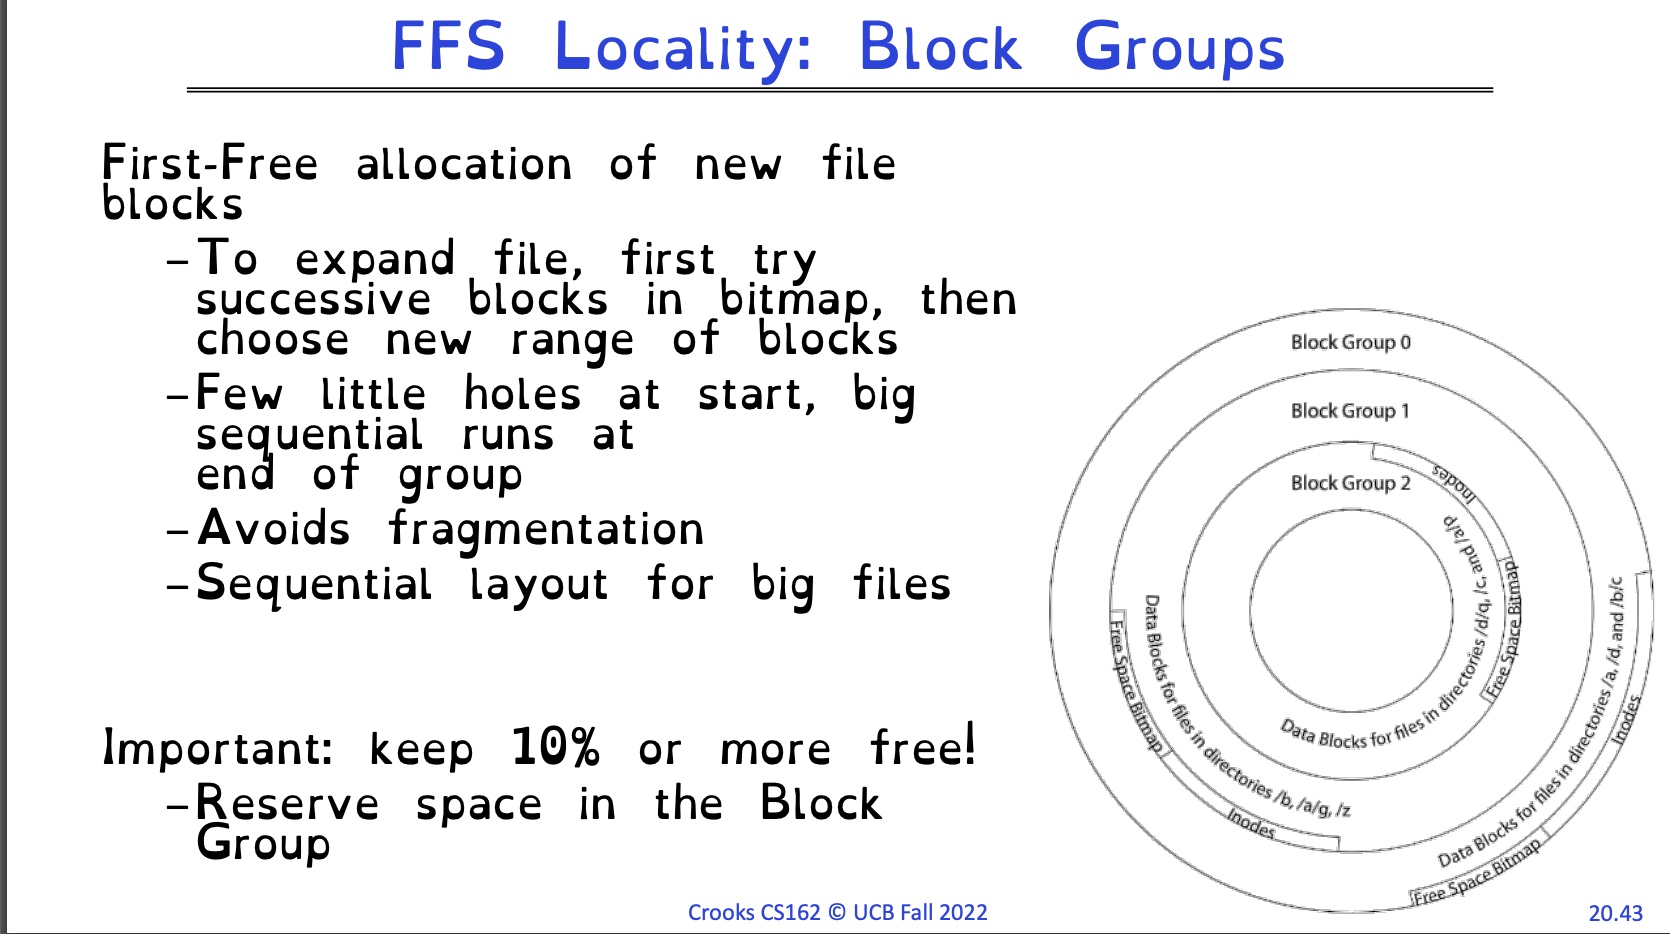 FFS Locality: Block Groups
First-Free allocation of new file
blocks
–To expand file, first try
successive blocks in bitmap, then
choose new range of blocks
–Few little holes at start, big
sequential runs at
end of group
–Avoids fragmentation
–Sequential layout for big files
Important: keep 10% or more free!
–Reserve space in the Block
Group
Block Group 0
Block Group 1
Block Group 2
Inodes
Free Space Bitmap
Data Blocks for files in directories /d/q, /c, and /a/p
Free Space Bitmap
Inodes
Data Blocks for files in directories /b, /a/g, /z
Data Blocks for files in directories /a, /d, and /b/c
Inodes
Free Space Bitmap
Crooks CS162 © UCB Fall 2022
20.43